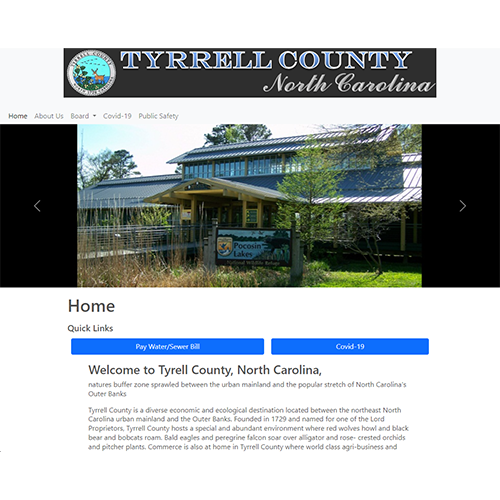 TYRRELL COUNTY
North Carolina
Home About Us Board Covid-19 Public Safety
Pocosin
Lakes
National Wildlife Refuge
Home
Quick Links
Pay Water/Sewer Bill Covid-19
Welcome to Tyrell County, North Carolina,
natures buffer zone sprawled between the urban mainland and the popular stretch of North Carolina's
Outer Banks
Tyrrell County is a diverse economic and ecological destination located between the northeast North
Carolina urban mainland and the Outer Banks. Founded in 1729 and named for one of the Lord
Proprietors, Tyrrell County hosts a special and abundant environment where red wolves howl and black
bear and bobcats roam. Bald eagles and peregrine falcon soar over alligator and rose- crested orchids
and pitcher plants. Commerce is also at home in Tyrrell County where world class agri-business and